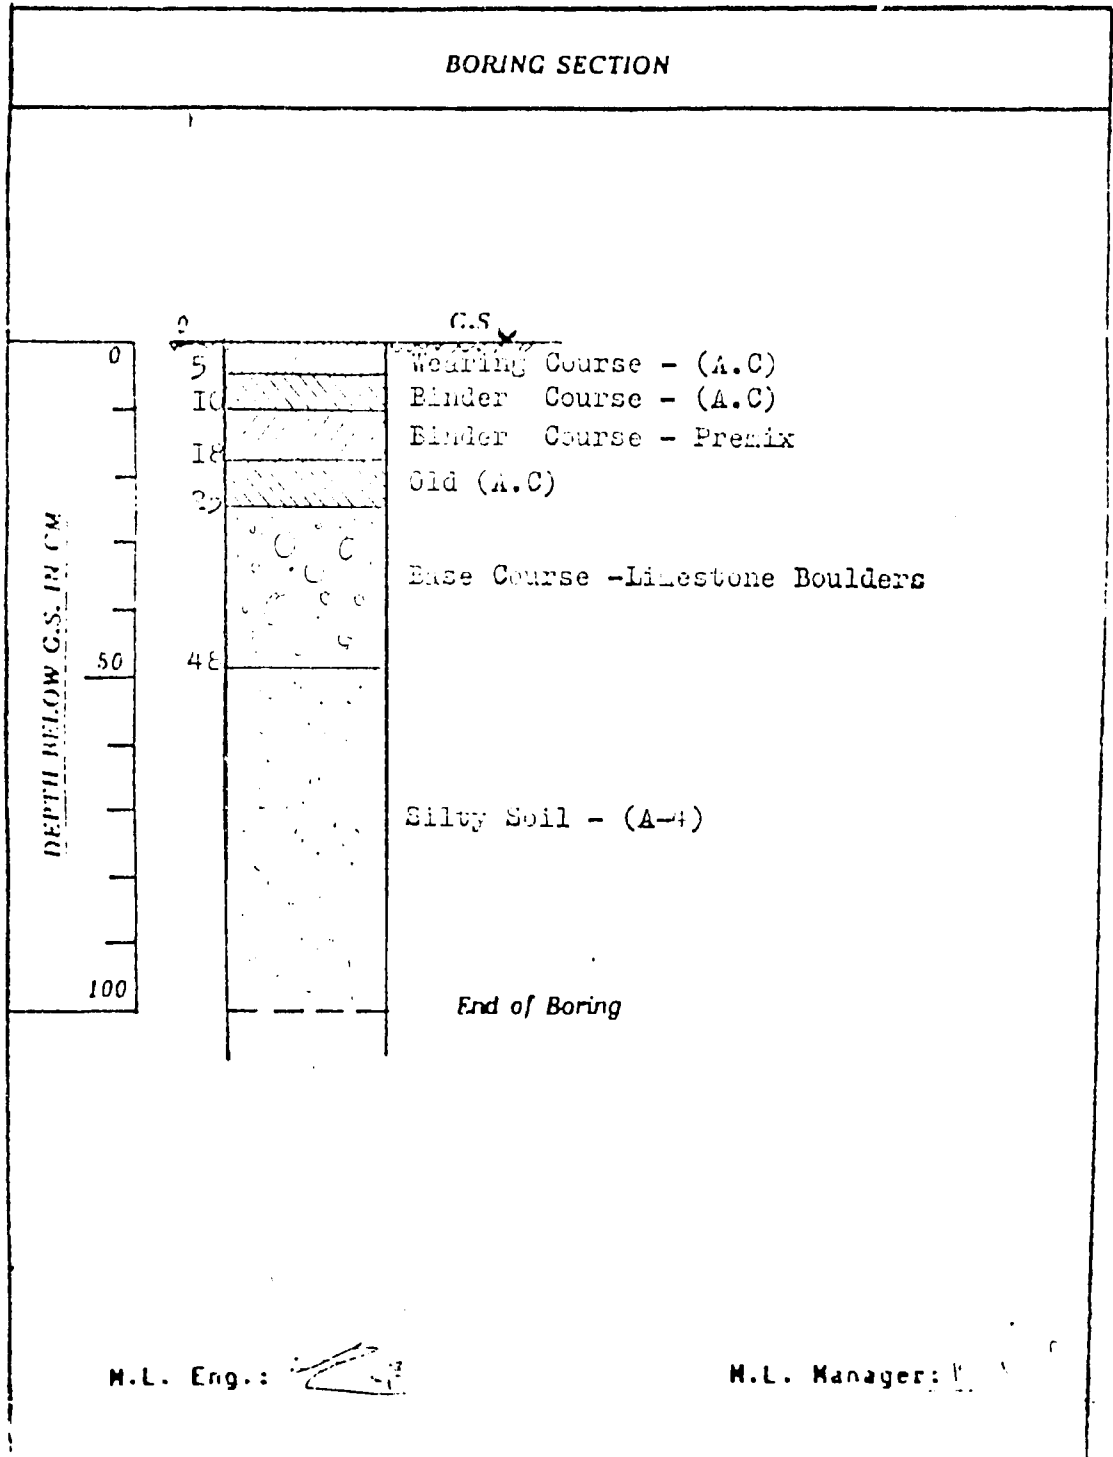 BORING SECTION
0
G.S
0
5
Wearing Course - (A.C)
10
Binder Course - (A.C)
Binder Course - Premix
18
Old (A.C)
Base Course -Limestone Boulders
DEPTH BELOW G.S. IN CM
50
48
Silty Soil - (A-4)
100
End of Boring
M.L. Eng.:
M.L. Manager: